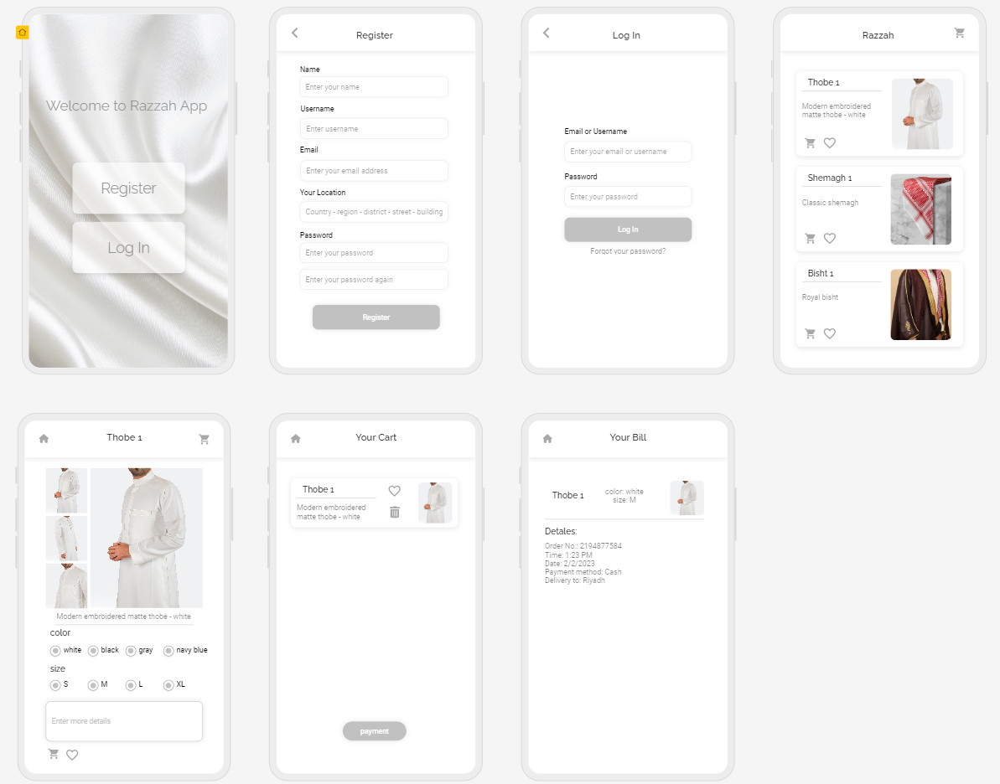 Welcome to Razzah App
Register
Log In
Register
Name
Enter your name
Username
Enter username
Email
Enter your email address
Your Location
Country - region - district - street - building
Password
Enter your password
Enter your password again
Register
Log In
Email or Username
Enter your email or username
Password
Enter your password
Log In
Forgot your password?
Razzah
Thobe 1
Modern embroidered
matte thobe - white
Shemagh 1
Classic shemagh
Bisht 1
Royal bisht
Thobe 1
Modern embroidered matte thobe - white
color
white black gray navy blue
size
S M L XL
Enter more details
Your Cart
Thobe 1
Modern embroidered
matte thobe - white
payment
Your Bill
Thobe 1
color: white
size: M
Detales:
Order No.: 2194877584
Time: 1:23 PM
Date: 2/2/2023
Payment method: Cash
Delivery to: Riyadh